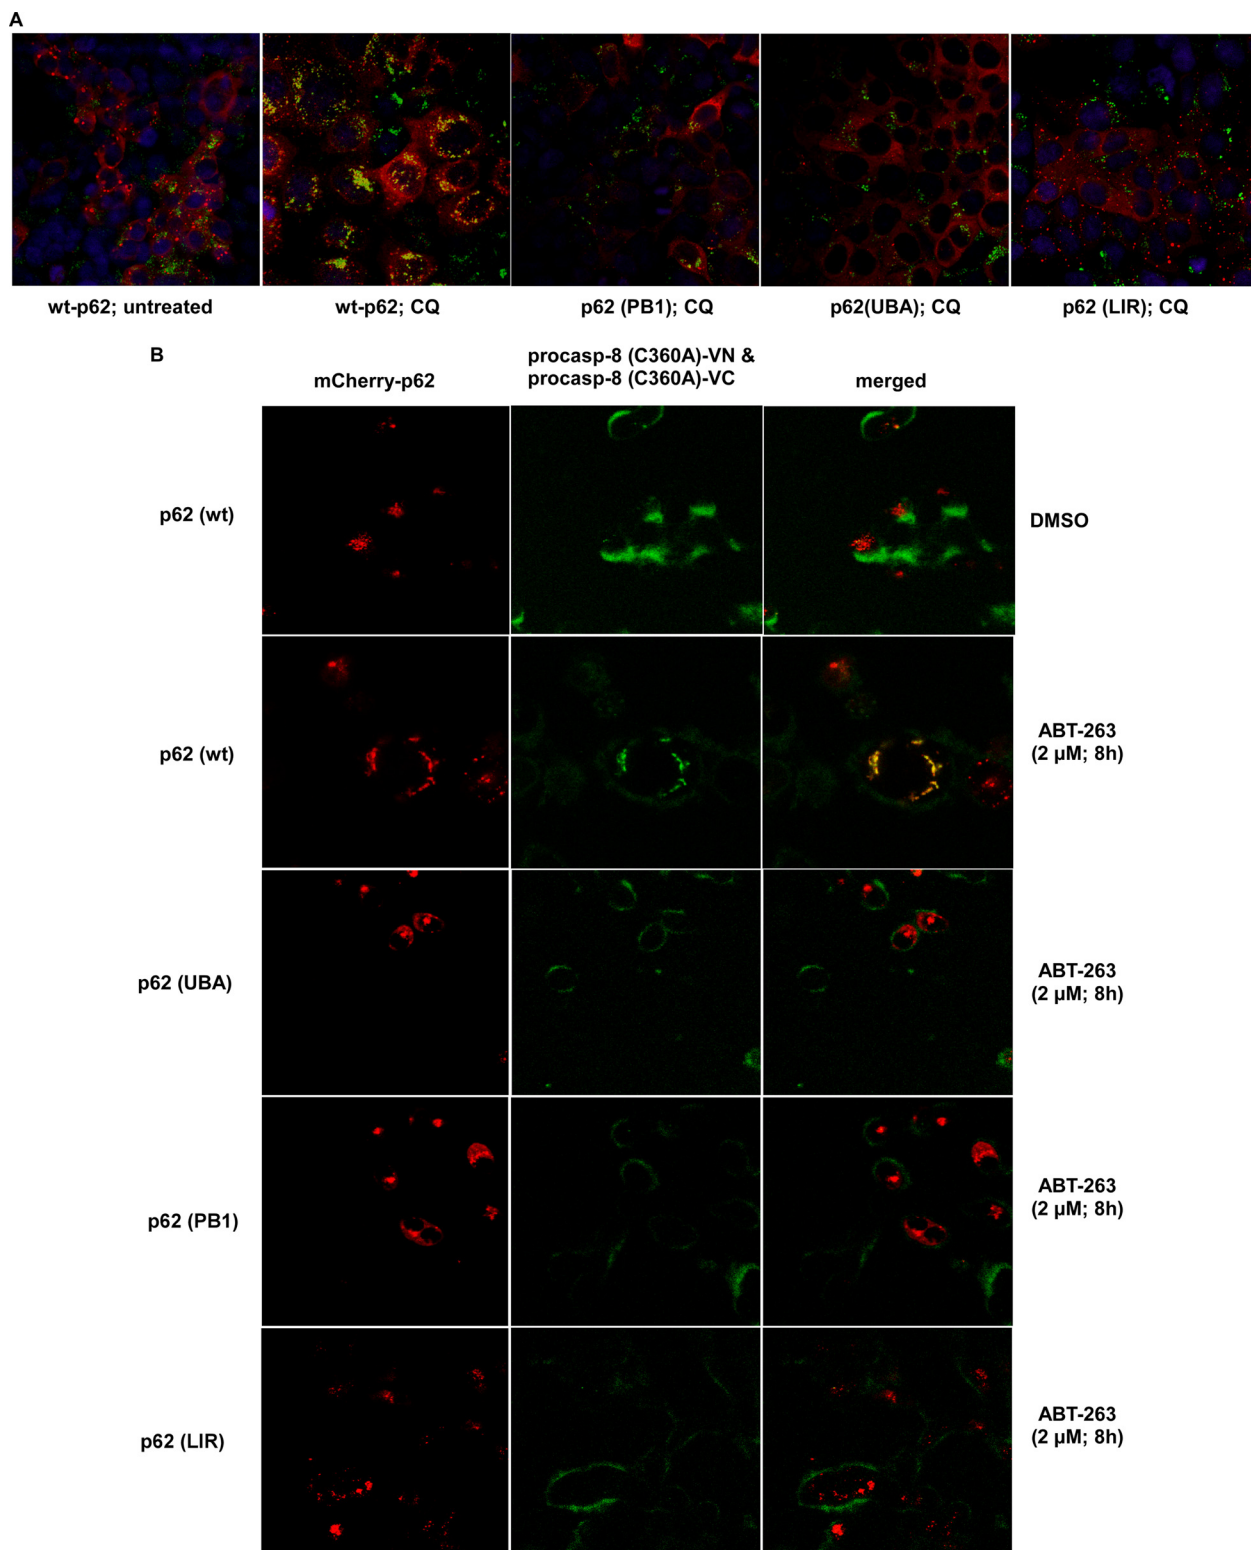 A
wt-p62; untreated
wt-p62; CQ
p62 (PB1); CQ
p62(UBA); CQ
p62 (LIR); CQ
B
mCherry-p62
procasp-8 (C360A)-VN &
procasp-8 (C360A)-VC
merged
p62 (wt)
DMSO
p62 (wt)
ABT-263
(2 µM; 8h)
p62 (UBA)
ABT-263
(2 µM; 8h)
p62 (PB1)
ABT-263
(2 µM; 8h)
p62 (LIR)
ABT-263
(2 µM; 8h)